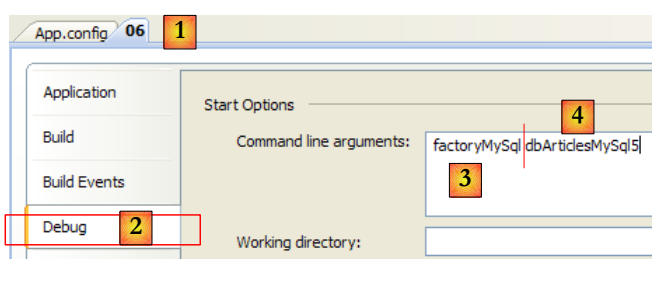 App.config 06 1
Application
Start Options
4
Build
Command line arguments: factoryMySql dbArticlesMySql5
3
Build Events
Debug 2
Working directory: